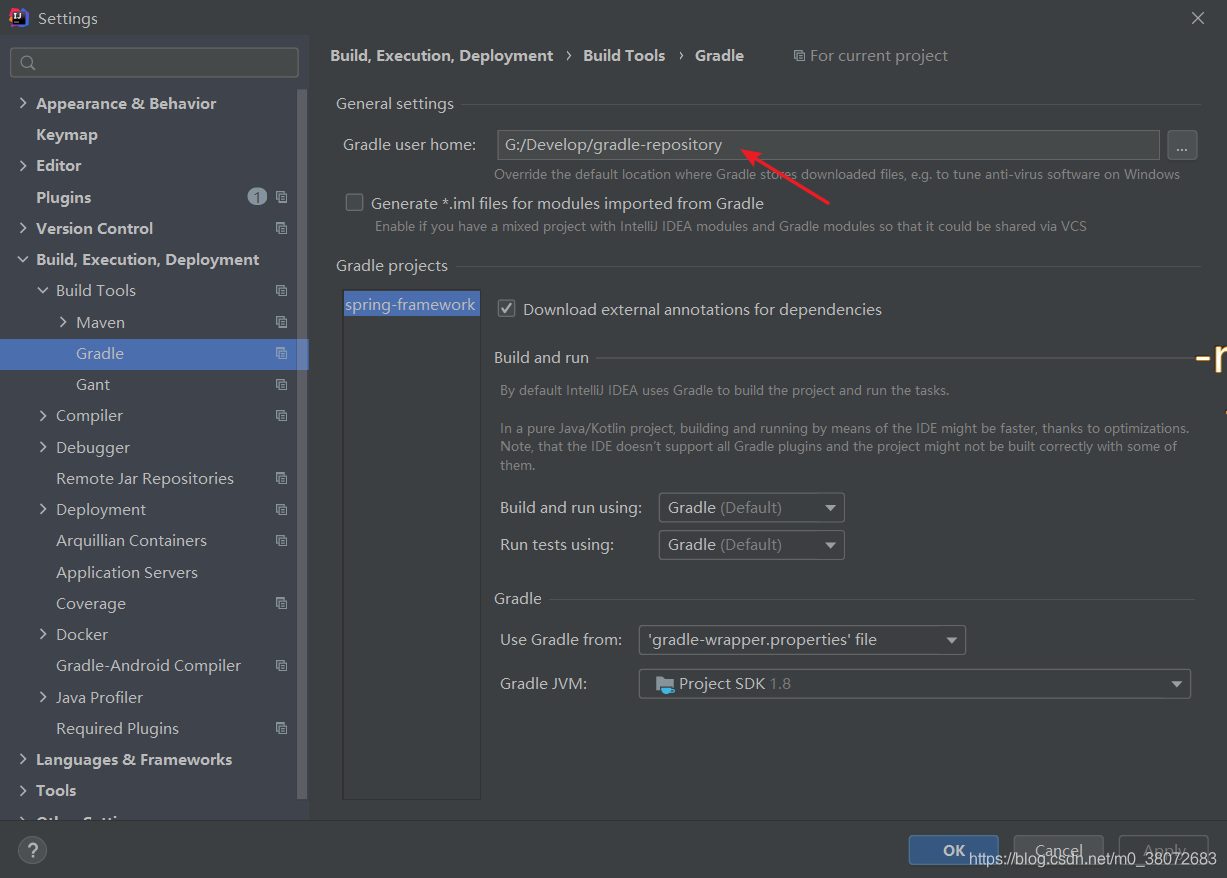 Settings
Build, Execution, Deployment › Build Tools › Gradle For current project
Appearance & Behavior
Keymap
Editor
Plugins 1
Version Control
Build, Execution, Deployment
Build Tools
Maven
Gradle
Gant
Compiler
Debugger
Remote Jar Repositories
Deployment
Arquillian Containers
Application Servers
Coverage
Docker
Gradle-Android Compiler
Java Profiler
Required Plugins
Languages & Frameworks
Tools
General settings
Gradle user home: G:/Develop/gradle-repository ...
Override the default location where Gradle stores downloaded files, e.g. to tune anti-virus software on Windows
Generate *.iml files for modules imported from Gradle
Enable if you have a mixed project with IntelliJ IDEA modules and Gradle modules so that it could be shared via VCS
Gradle projects
spring-framework
Download external annotations for dependencies
Build and run
By default IntelliJ IDEA uses Gradle to build the project and run the tasks.
In a pure Java/Kotlin project, building and running by means of the IDE might be faster, thanks to optimizations.
Note, that the IDE doesn't support all Gradle plugins and the project might not be built correctly with some of
them.
Build and run using: Gradle (Default)
Run tests using: Gradle (Default)
Gradle
Use Gradle from: 'gradle-wrapper.properties' file
Gradle JVM: Project SDK 1.8
? OK Cancel Apply
https://blog.csdn.net/m0_38072683